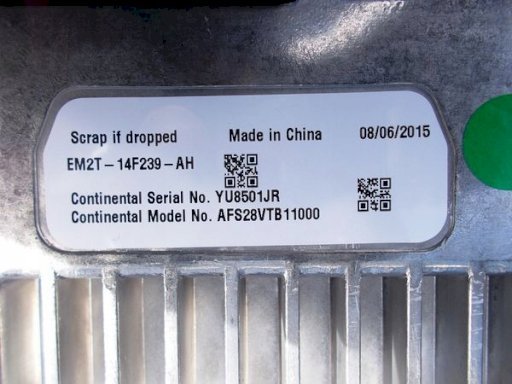 Scrap if dropped Made in China 08/06/2015
EM2T-14F239-AH
Continental Serial No. YU8501JR
Continental Model No. AFS28VTB11000